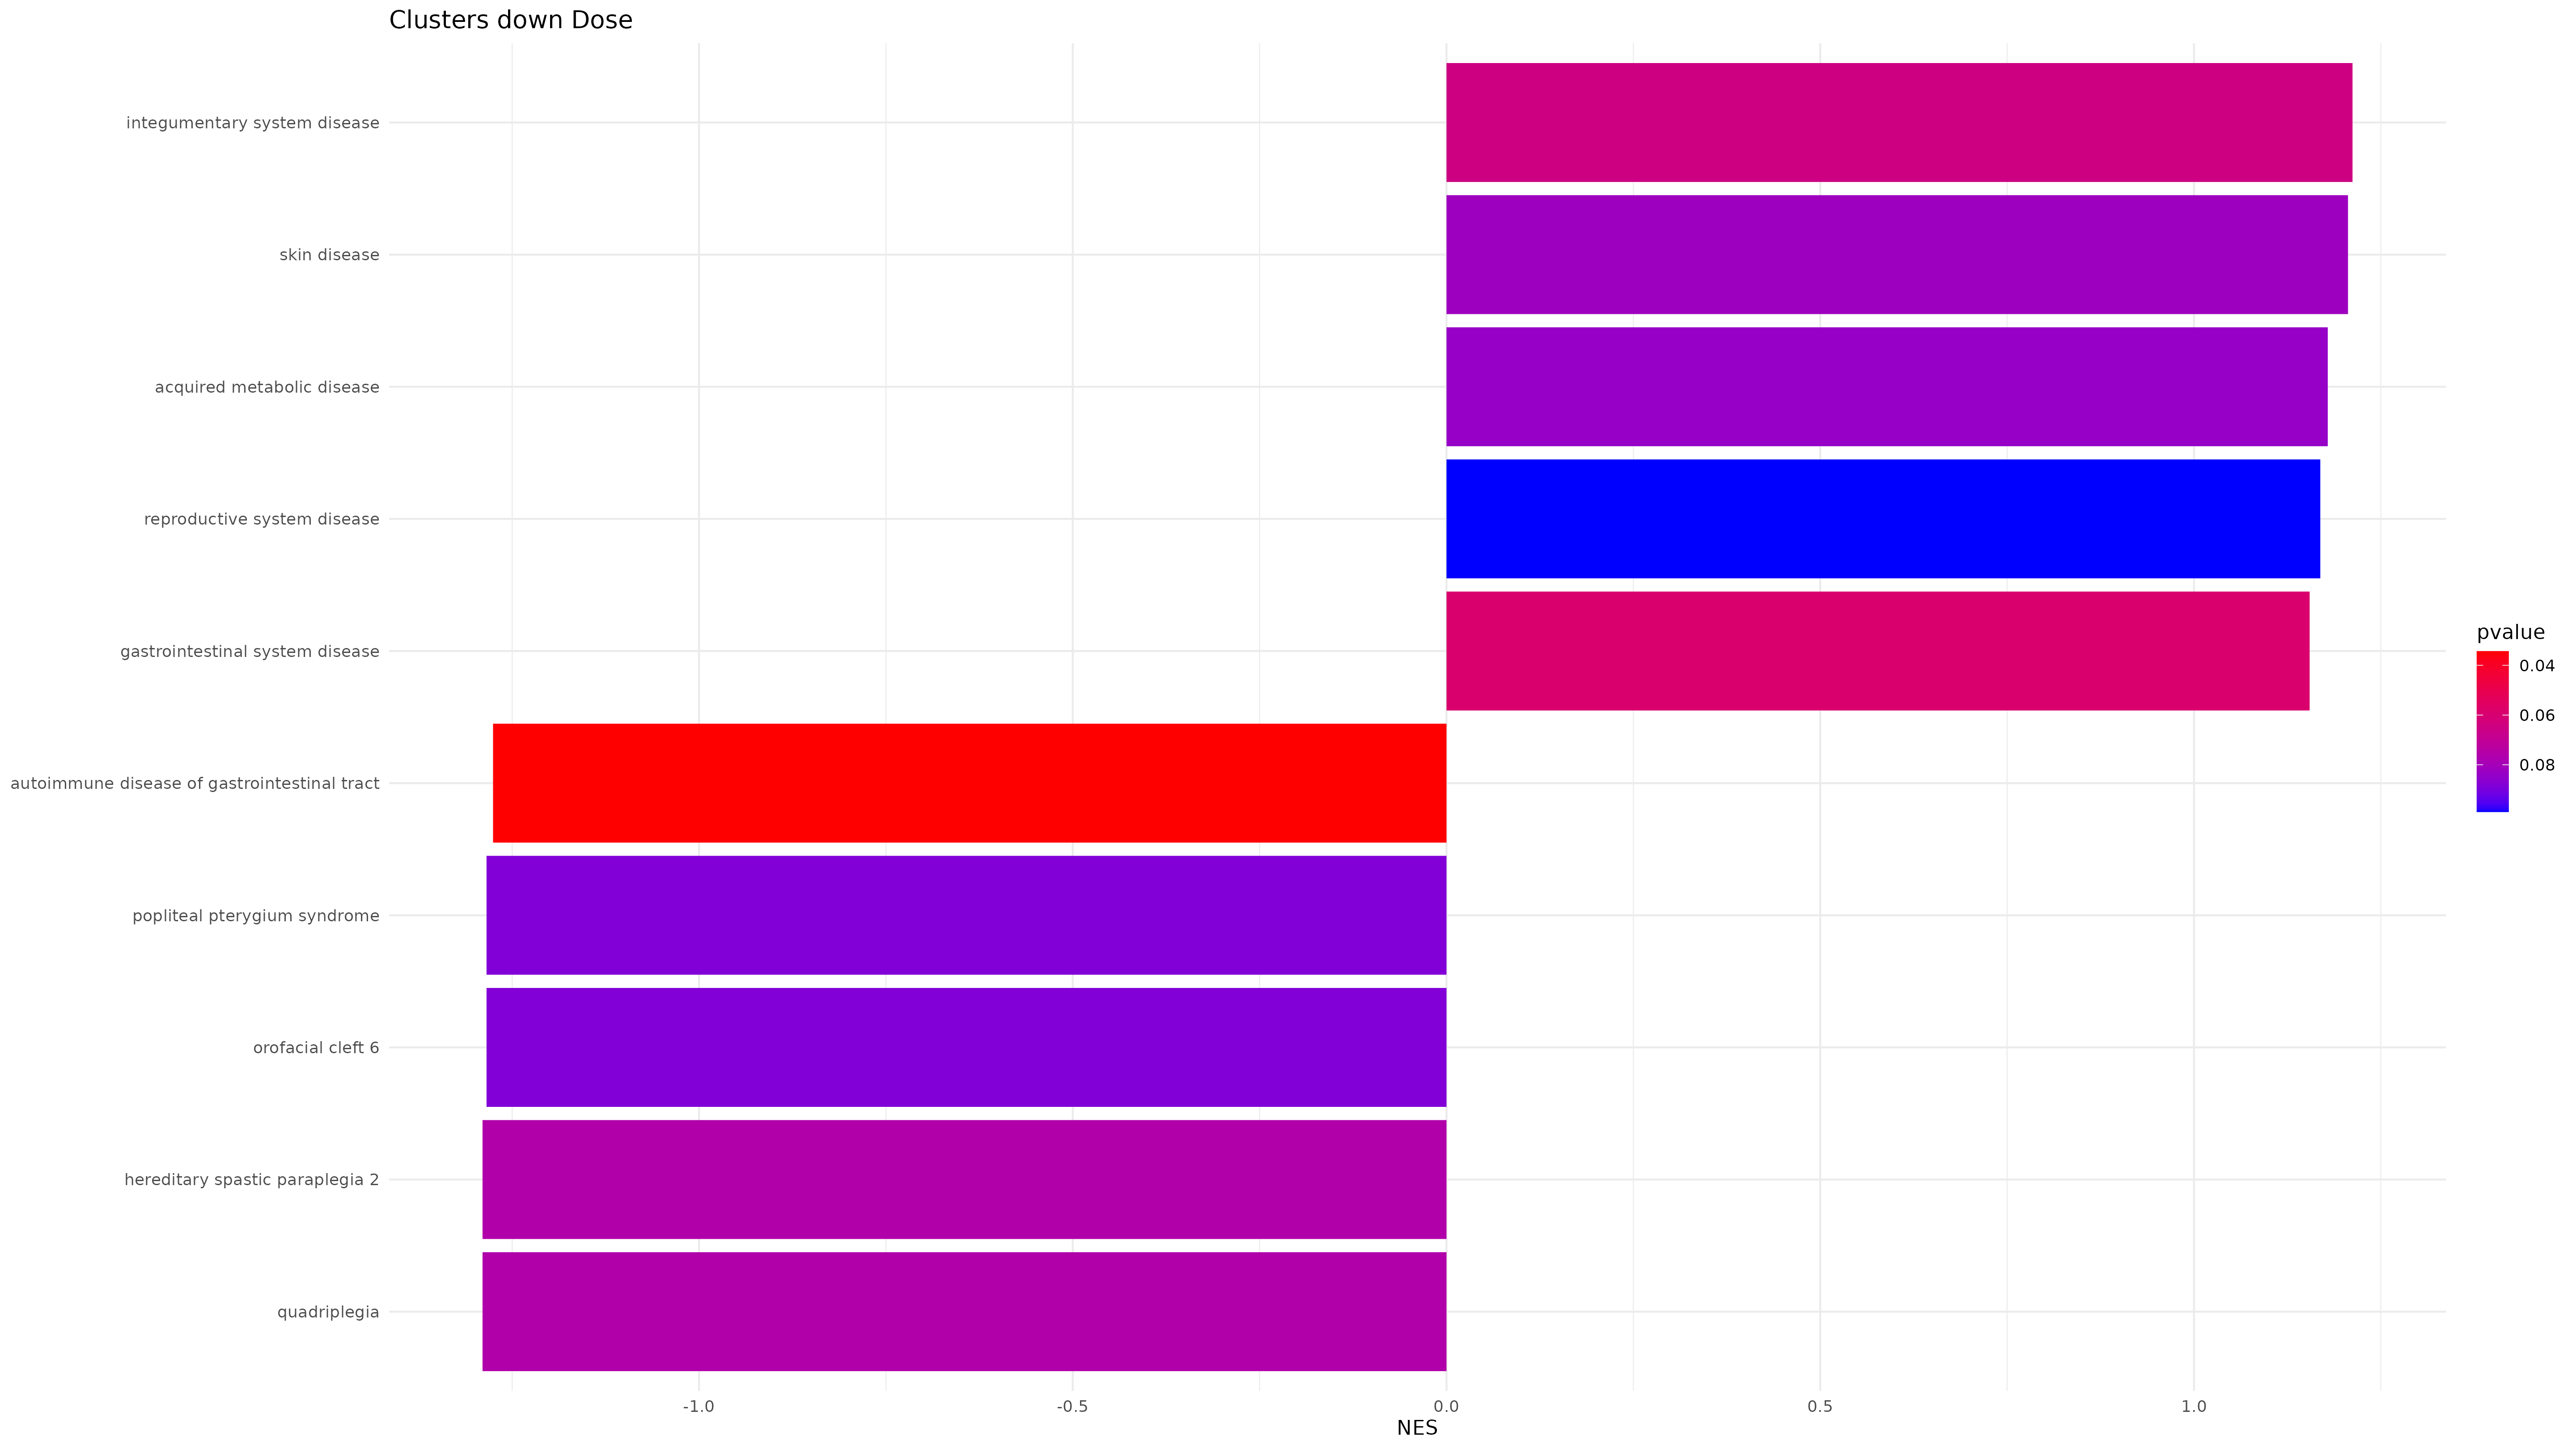 Clusters down Dose
integumentary system disease
skin disease
acquired metabolic disease
reproductive system disease
gastrointestinal system disease
autoimmune disease of gastrointestinal tract
popliteal pterygium syndrome
orofacial cleft 6
hereditary spastic paraplegia 2
quadriplegia
-1.0 -0.5 0.0 0.5 1.0
NES
pvalue
0.04
0.06
0.08